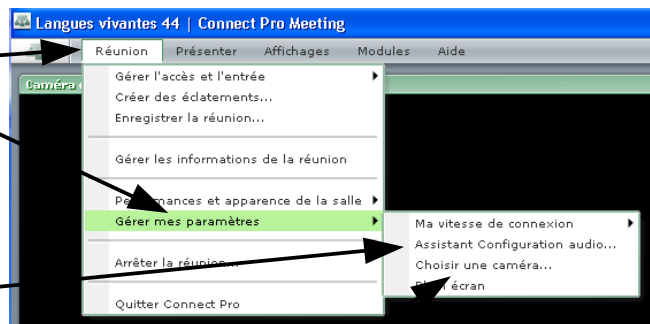 Langues vivantes 44 | Connect Pro Meeting
Réunion Présenter Affichages Modules Aide
Caméra
Gérer l'accès et l'entrée
Créer des éclatements...
Enregistrer la réunion...
Gérer les informations de la réunion
Performances et apparence de la salle
Gérer mes paramètres
Ma vitesse de connexion
Assistant Configuration audio...
Arrêter la réunion...
Choisir une caméra...
Plein écran
Quitter Connect Pro